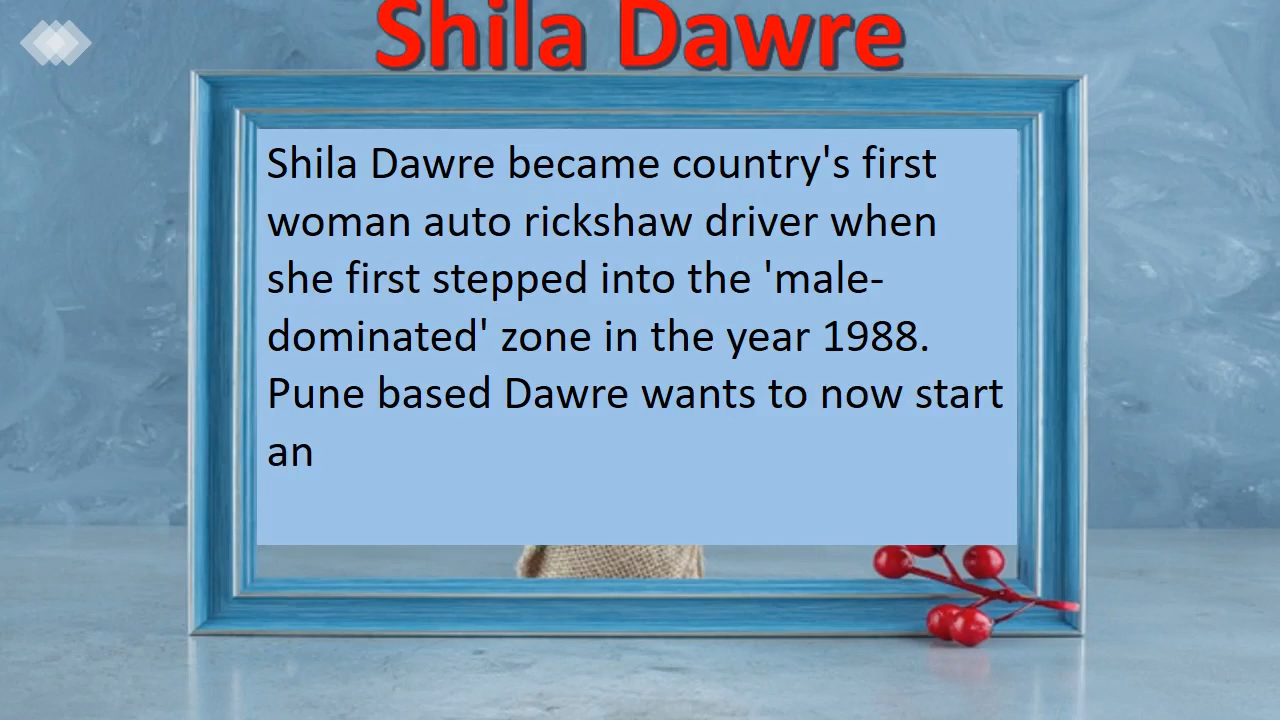 Shila Dawre
Shila Dawre became country's first
woman auto rickshaw driver when
she first stepped into the 'male-
dominated' zone in the year 1988.
Pune based Dawre wants to now start
an